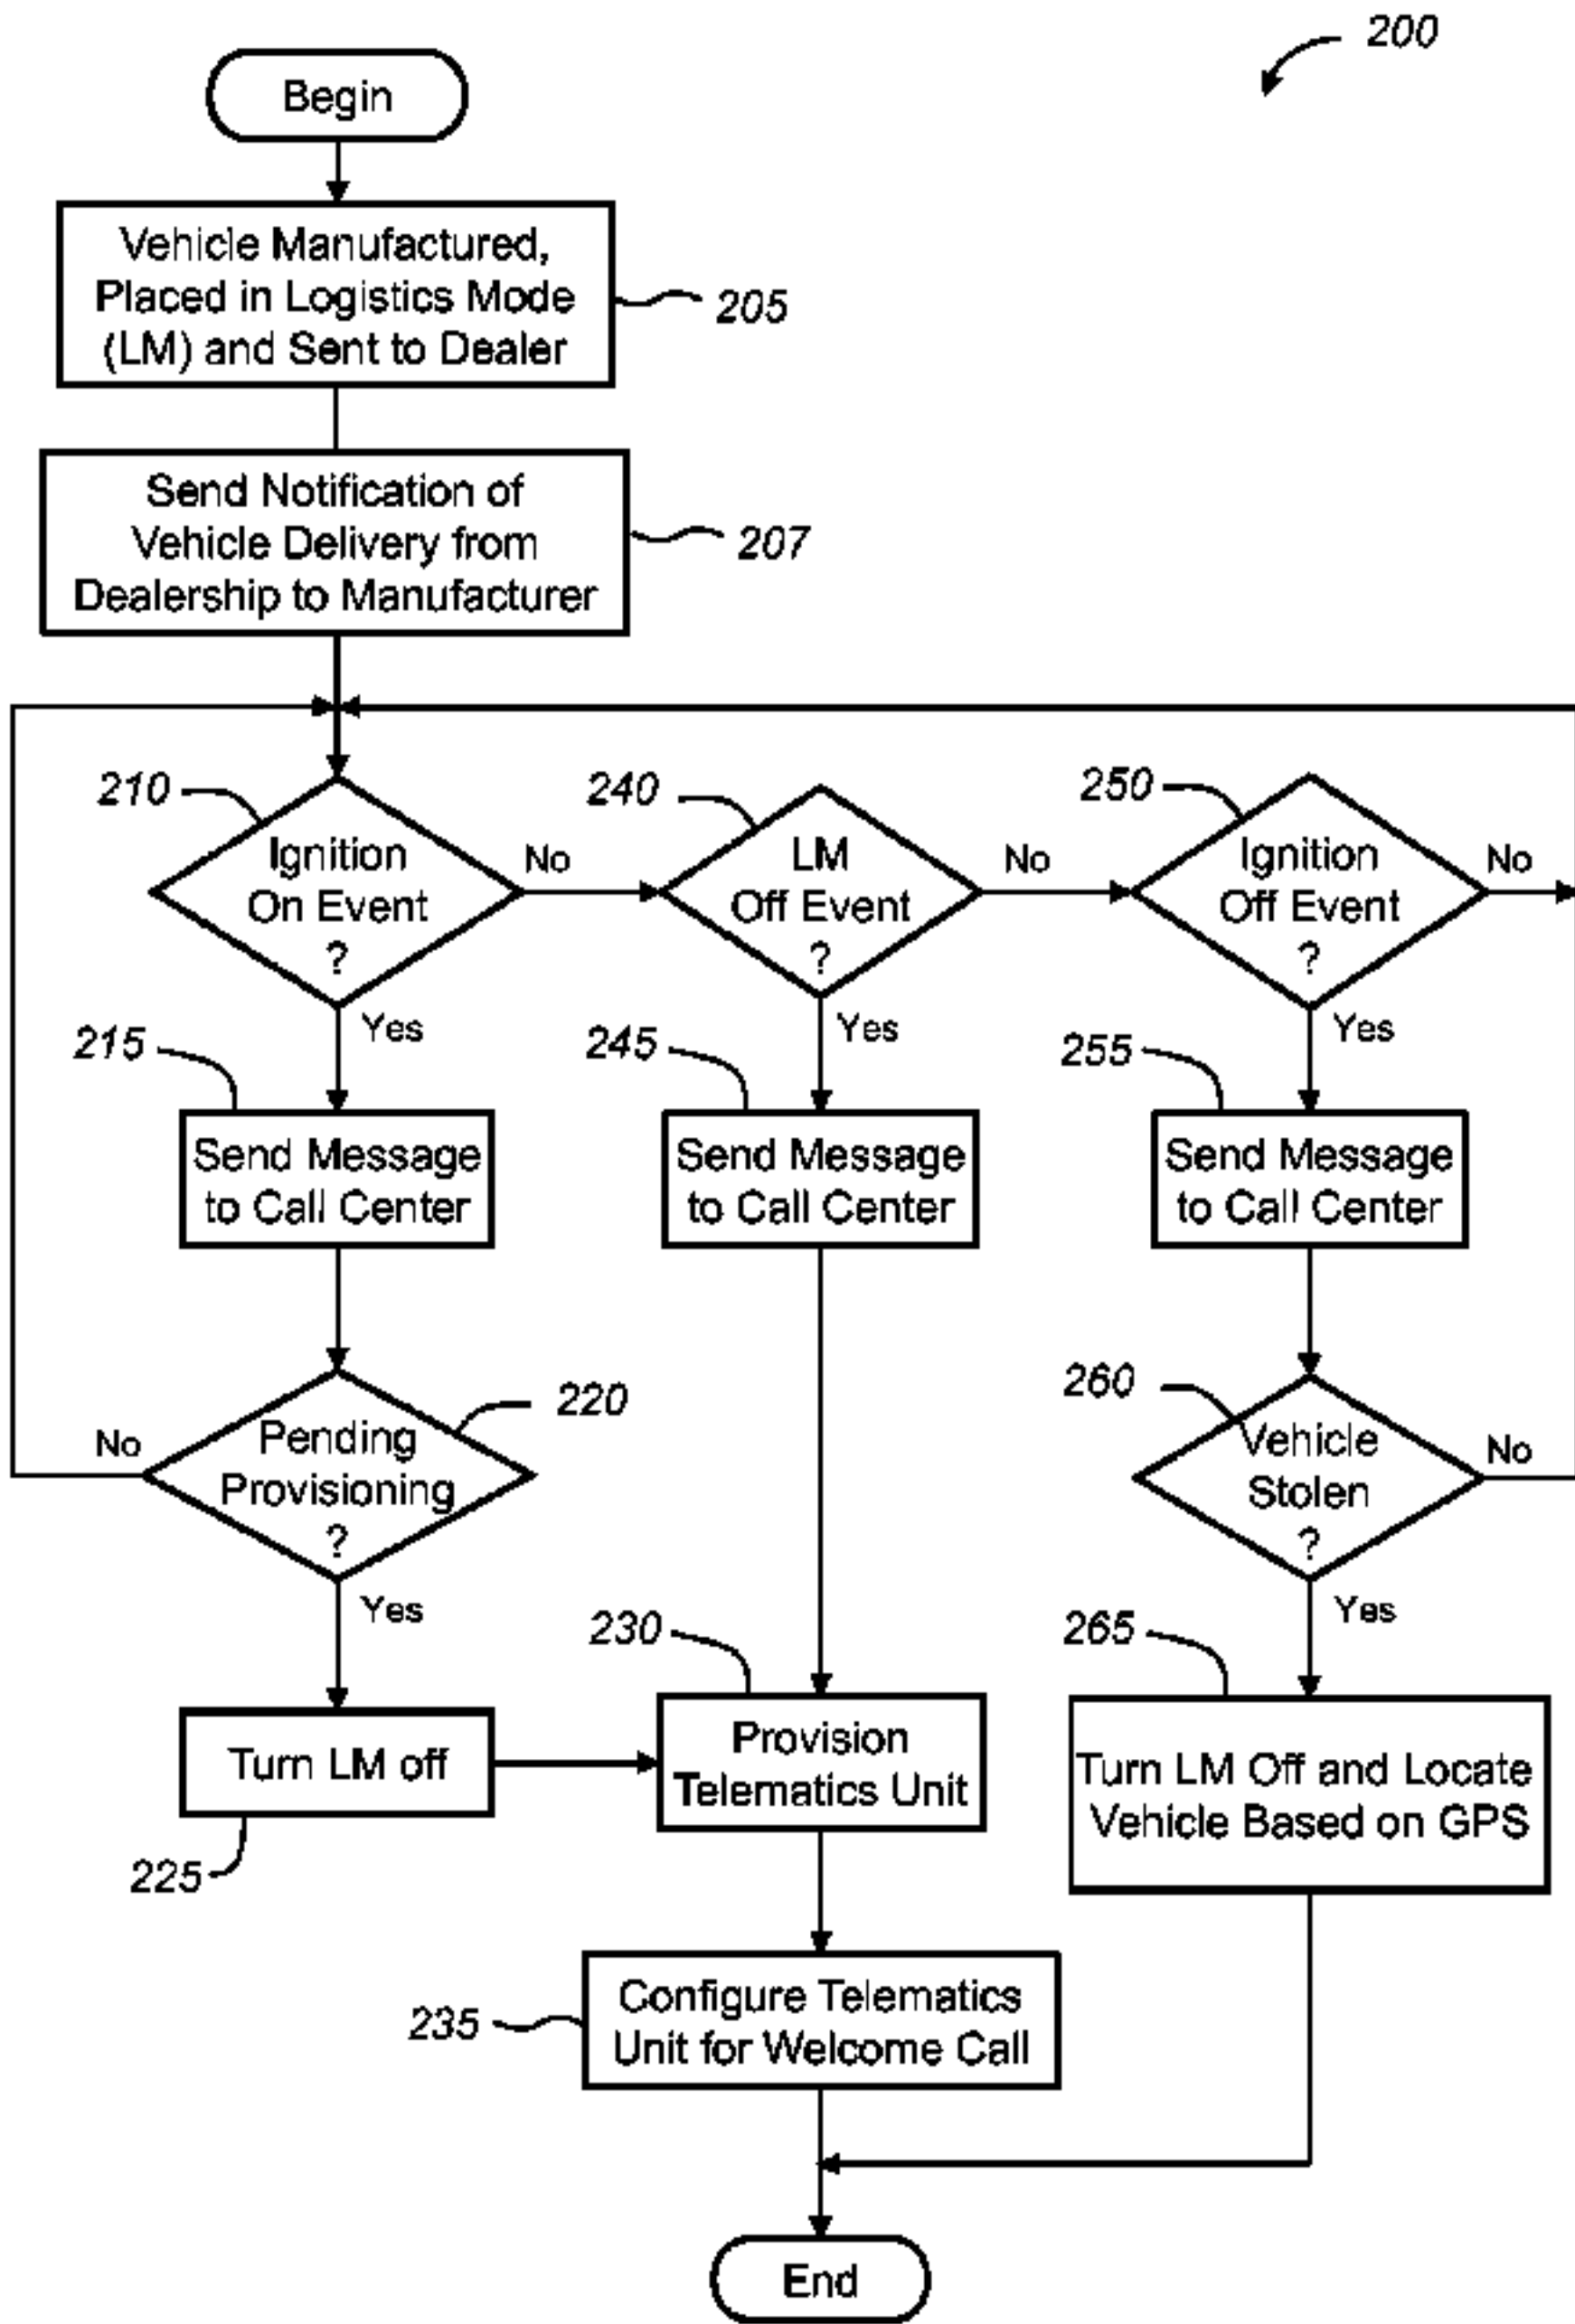 200
Begin
Vehicle Manufactured,
Placed in Logistics Mode
(LM) and Sent to Dealer
205
Send Notification of
Vehicle Delivery from
Dealership to Manufacturer
207
210
Ignition
On Event
?
No
Yes
240
LM
Off Event
?
No
Yes
250
Ignition
Off Event
?
No
Yes
215
Send Message
to Call Center
245
Send Message
to Call Center
255
Send Message
to Call Center
220
Pending
Provisioning
?
No
Yes
260
Vehicle
Stolen
?
No
Yes
Turn LM off
225
230
Provision
Telematics Unit
265
Turn LM Off and Locate
Vehicle Based on GPS
235
Configure Telematics
Unit for Welcome Call
End